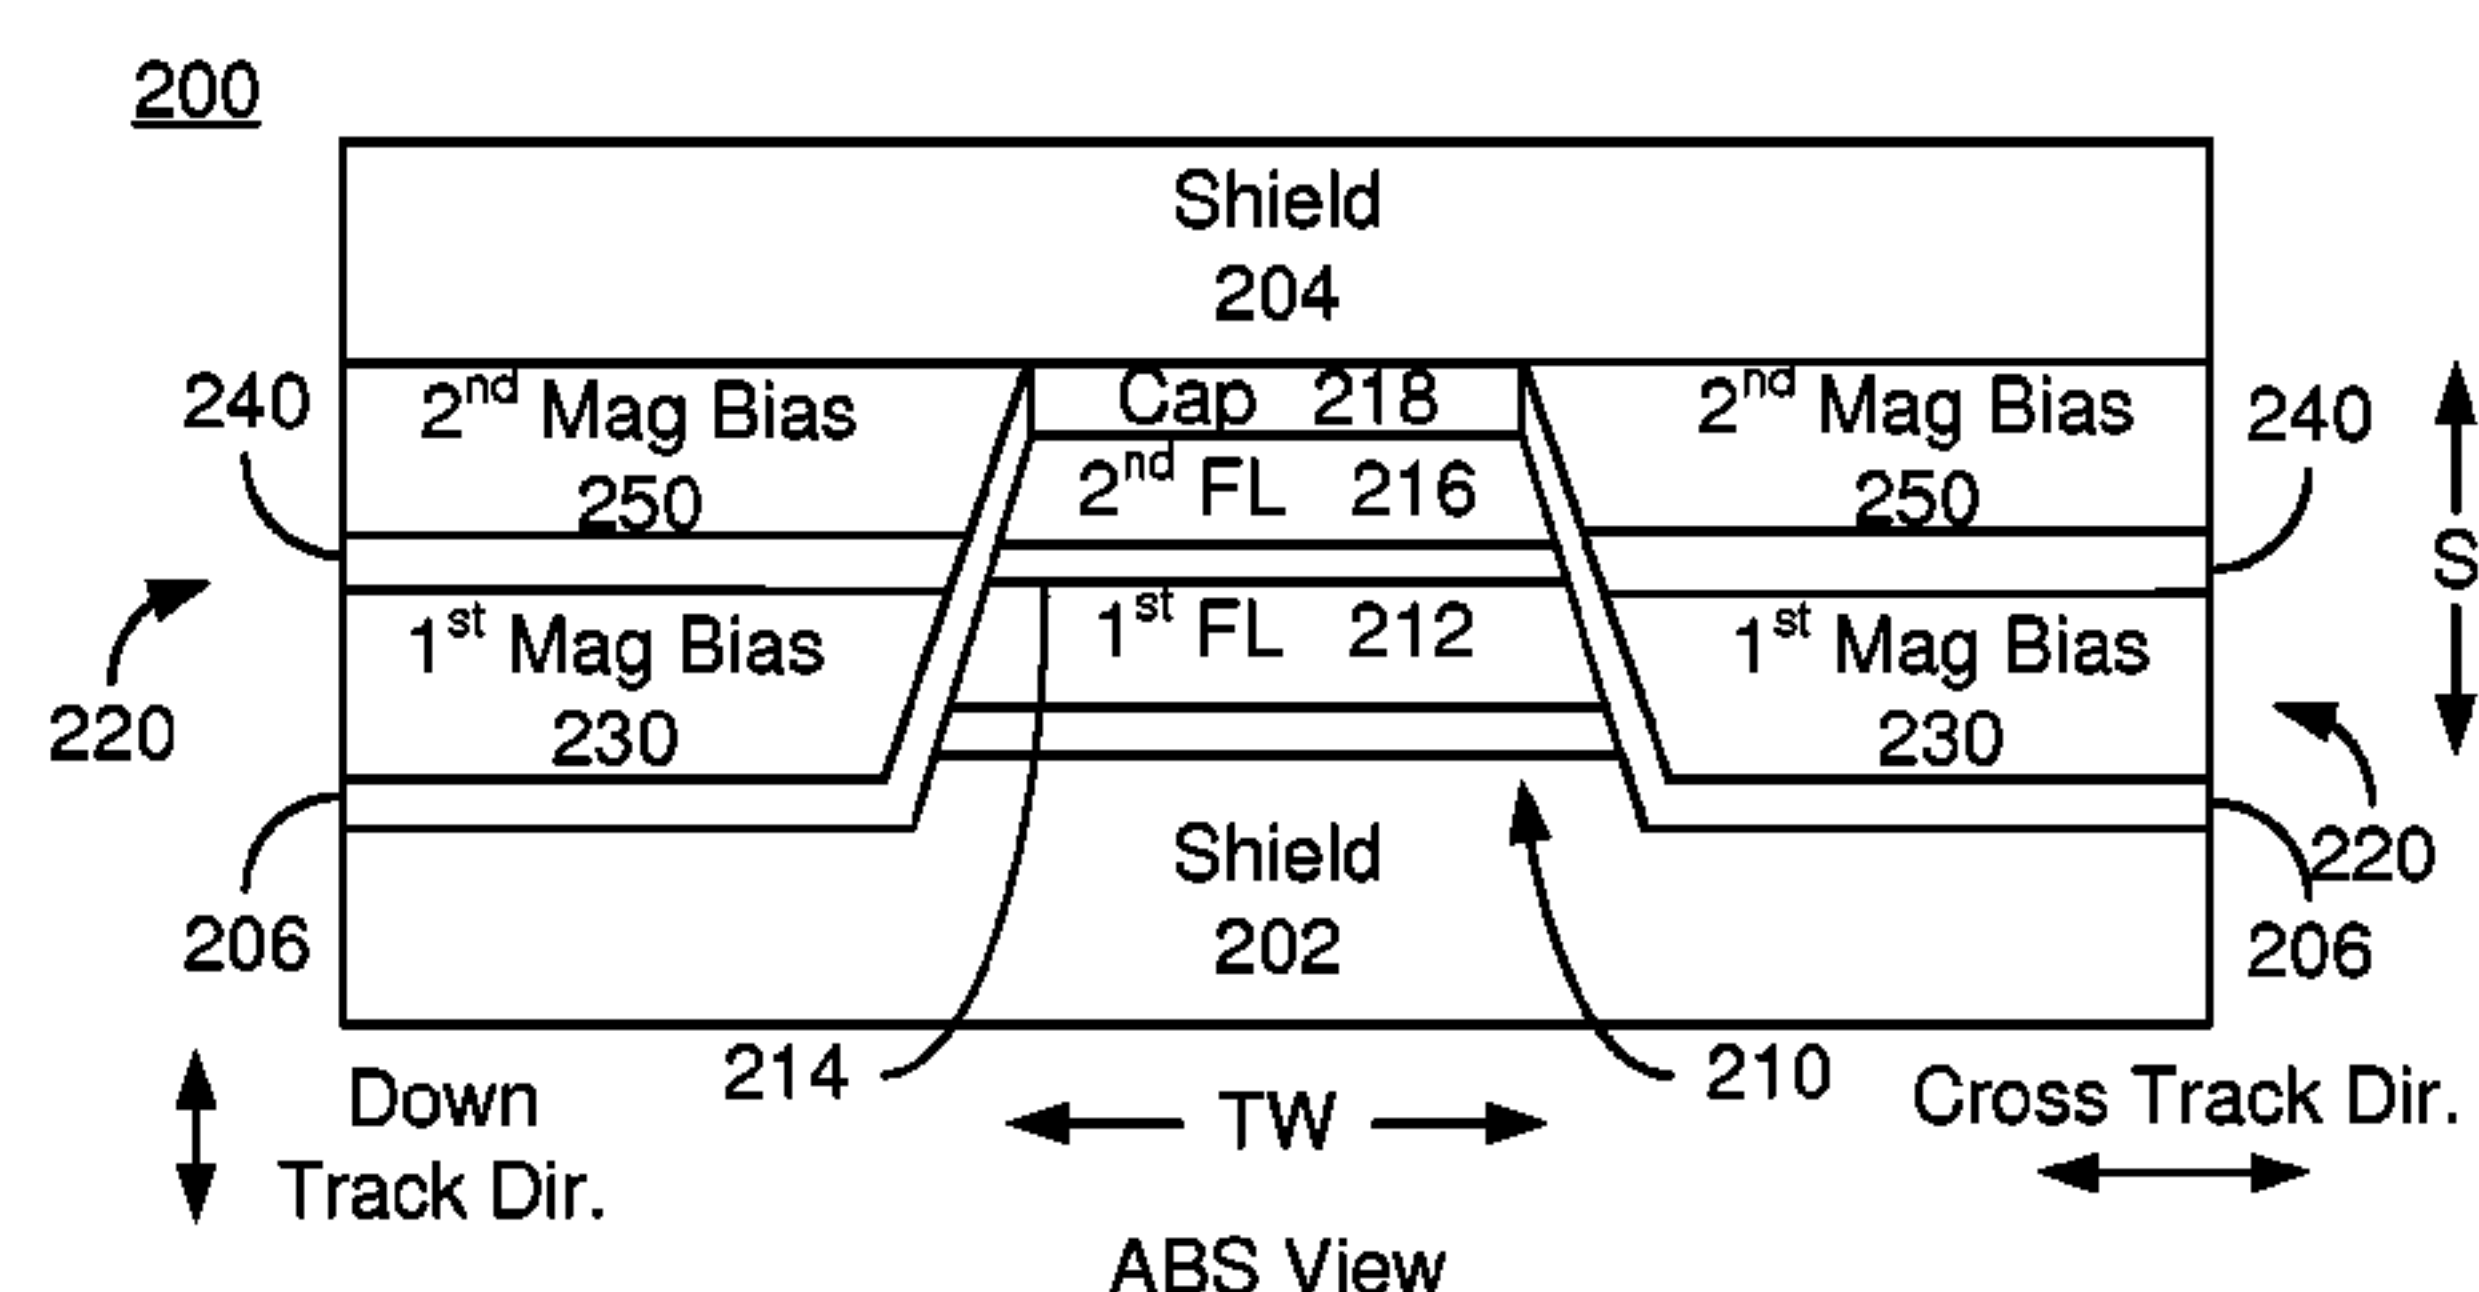 200
Shield
204
240
2nd Mag Bias
250
Cap 218
2nd Mag Bias
250
240
2nd FL 216
S
1st Mag Bias
230
1st FL 212
1st Mag Bias
230
220
220
Shield
202
206
206
214
210
Down
Track Dir.
TW
Cross Track Dir.
ABS View